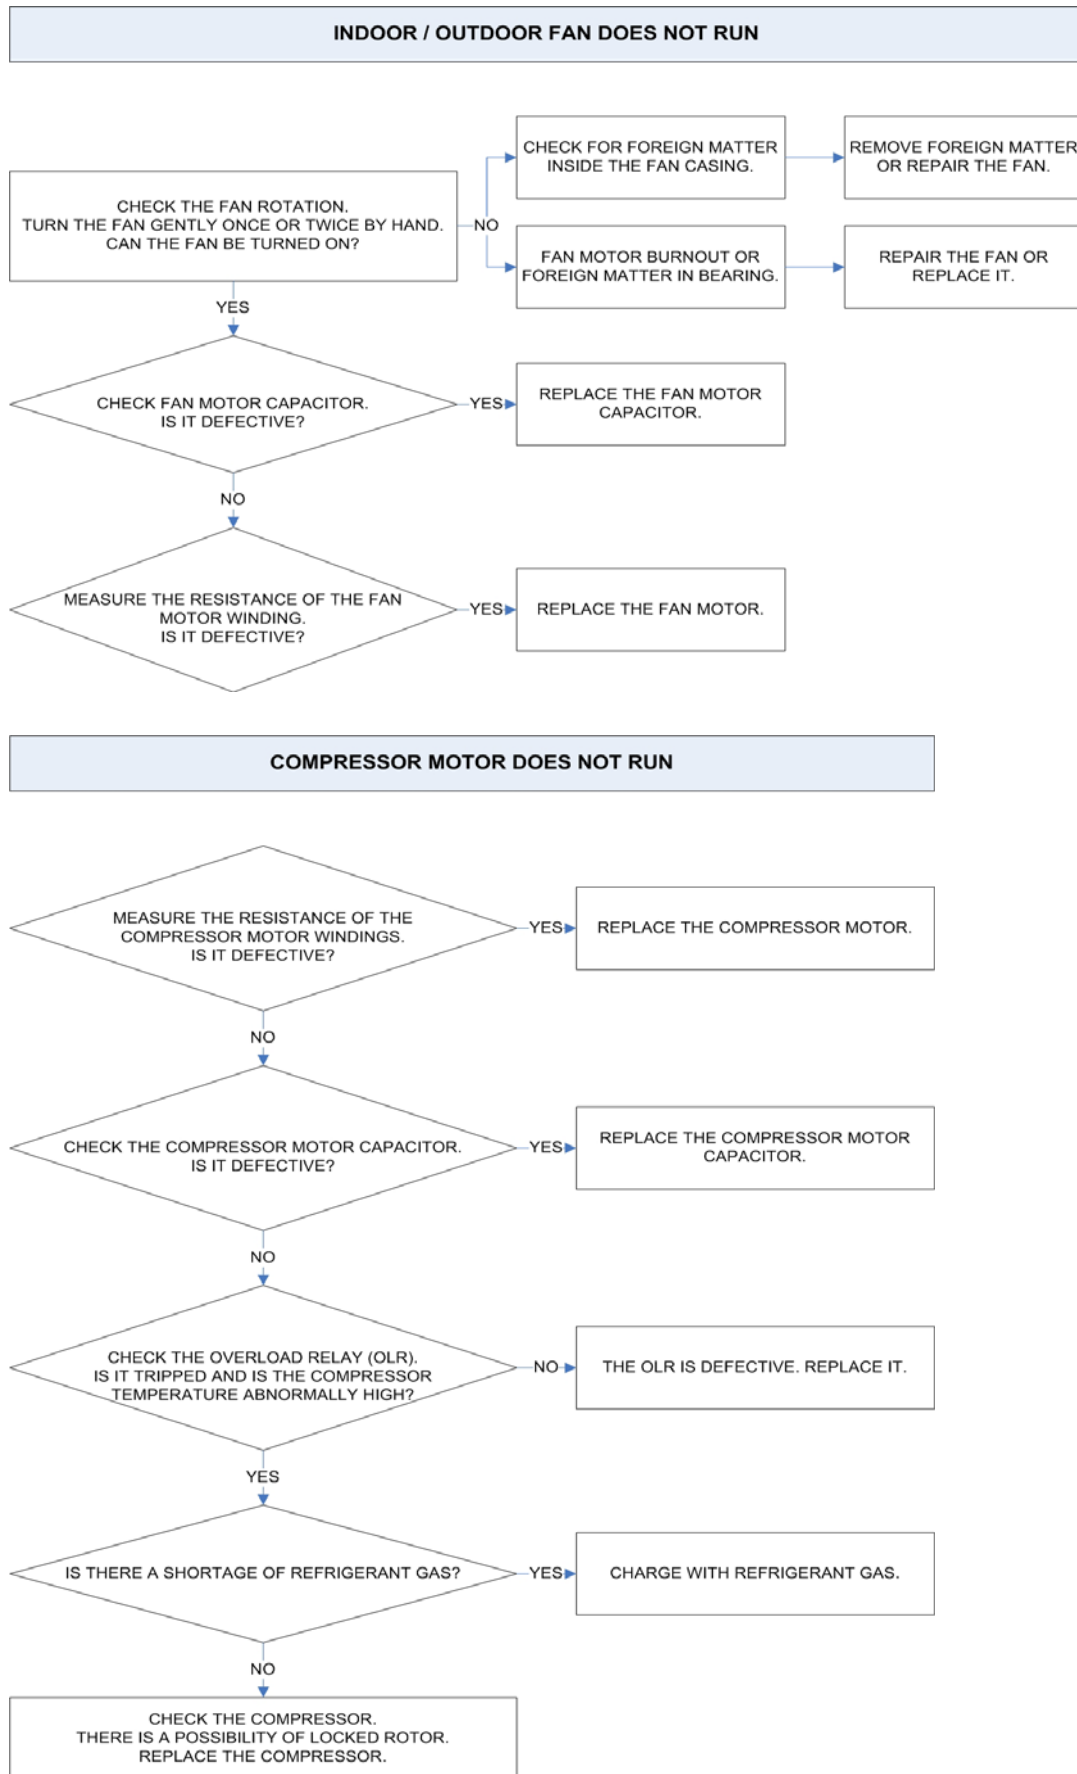 INDOOR / OUTDOOR FAN DOES NOT RUN
CHECK THE FAN ROTATION.
TURN THE FAN GENTLY ONCE OR TWICE BY HAND.
CAN THE FAN BE TURNED ON?
NO
CHECK FOR FOREIGN MATTER
INSIDE THE FAN CASING.
REMOVE FOREIGN MATTER
OR REPAIR THE FAN.
FAN MOTOR BURNOUT OR
FOREIGN MATTER IN BEARING.
REPAIR THE FAN OR
REPLACE IT.
YES
CHECK FAN MOTOR CAPACITOR.
IS IT DEFECTIVE?
YES
REPLACE THE FAN MOTOR
CAPACITOR.
NO
MEASURE THE RESISTANCE OF THE FAN
MOTOR WINDING.
IS IT DEFECTIVE?
YES
REPLACE THE FAN MOTOR.
COMPRESSOR MOTOR DOES NOT RUN
MEASURE THE RESISTANCE OF THE
COMPRESSOR MOTOR WINDINGS.
IS IT DEFECTIVE?
YES
REPLACE THE COMPRESSOR MOTOR.
NO
CHECK THE COMPRESSOR MOTOR CAPACITOR.
IS IT DEFECTIVE?
YES
REPLACE THE COMPRESSOR MOTOR
CAPACITOR.
NO
CHECK THE OVERLOAD RELAY (OLR).
IS IT TRIPPED AND IS THE COMPRESSOR
TEMPERATURE ABNORMALLY HIGH?
NO
THE OLR IS DEFECTIVE. REPLACE IT.
YES
IS THERE A SHORTAGE OF REFRIGERANT GAS?
YES
CHARGE WITH REFRIGERANT GAS.
NO
CHECK THE COMPRESSOR.
THERE IS A POSSIBILITY OF LOCKED ROTOR.
REPLACE THE COMPRESSOR.